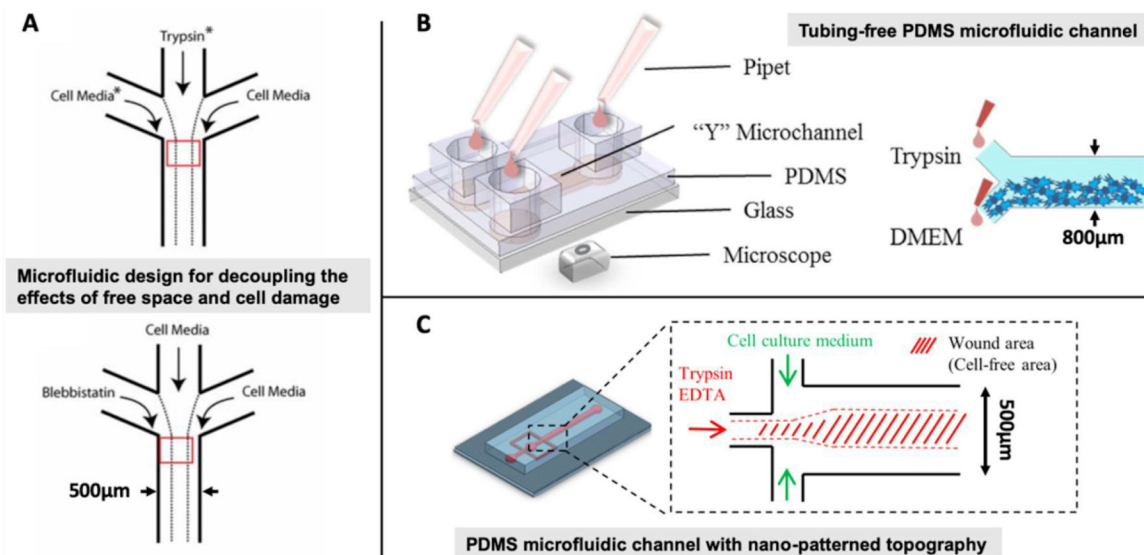 A
Trypsin*
Cell Media*
Cell Media
Microfluidic design for decoupling the
effects of free space and cell damage
Cell Media
Blebbistatin
Cell Media
500µm
B
Tubing-free PDMS microfluidic channel
Pipet
“Y” Microchannel
PDMS
Glass
Microscope
Trypsin
DMEM
800µm
C
Cell culture medium
Wound area
(Cell-free area)
Trypsin
EDTA
500µm
PDMS microfluidic channel with nano-patterned topography